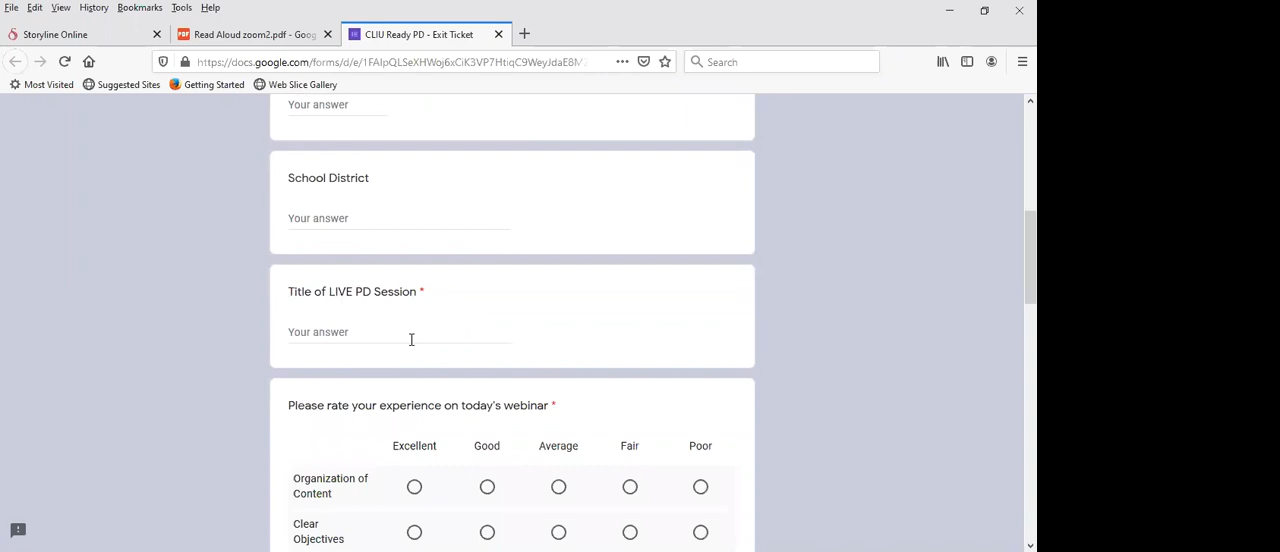 File Edit View History Bookmarks Tools Help
Storyline Online
PDF Read Aloud zoom2.pdf - Goog
CLIU Ready PD - Exit Ticket
https://docs.google.com/forms/d/e/1FAIpQLSeXHWoj6xCiK3VP7HtiqC9WeyJdaE8M
Search
Most Visited Suggested Sites Getting Started Web Slice Gallery
Your answer
School District
Your answer
Title of LIVE PD Session *
Your answer
Please rate your experience on today's webinar *
Excellent Good Average Fair Poor
Organization of
Content
Clear
Objectives